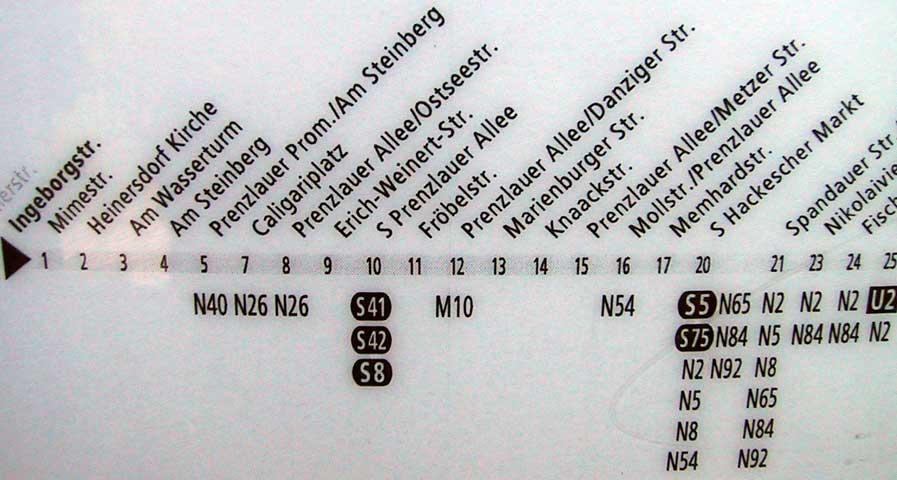 Ingeborgstr.
Mimestr.
Heinersdorf Kirche
Am Wasserturm
Am Steinberg
Prenzlauer Prom./Am Steinberg
Caligariplatz
Prenzlauer Allee/Ostseestr.
Erich-Weinert-Str.
S Prenzlauer Allee
Fröbelstr.
Prenzlauer Allee/Danziger Str.
Marienburger Str.
Knaackstr.
Prenzlauer Allee/Metzer Str.
Mollstr./Prenzlauer Allee
Memhardstr.
S Hackescher Markt
Spandauer Str.
1 2 3 4 5 7 8 9 10 11 12 13 14 15 16 17 20 21 23 24 25
N40 N26 N26 S41 M10 N54 S5 N65 N2 N2 N2 U2
S42 S75 N84 N5 N84 N84 N2
S8 N2 N92 N8
N5 N65
N8 N84
N54 N92